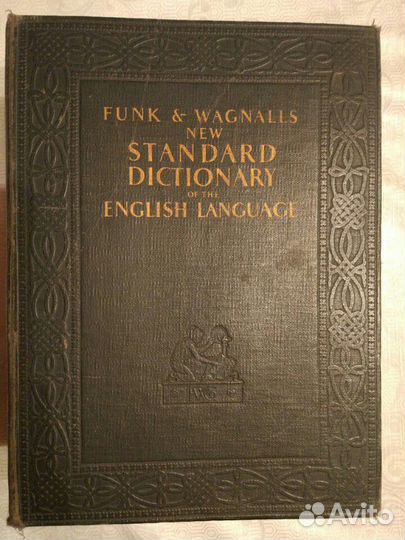 FUNK & WAGNALLS
NEW
STANDARD
DICTIONARY
OF THE
ENGLISH LANGUAGE
Avito